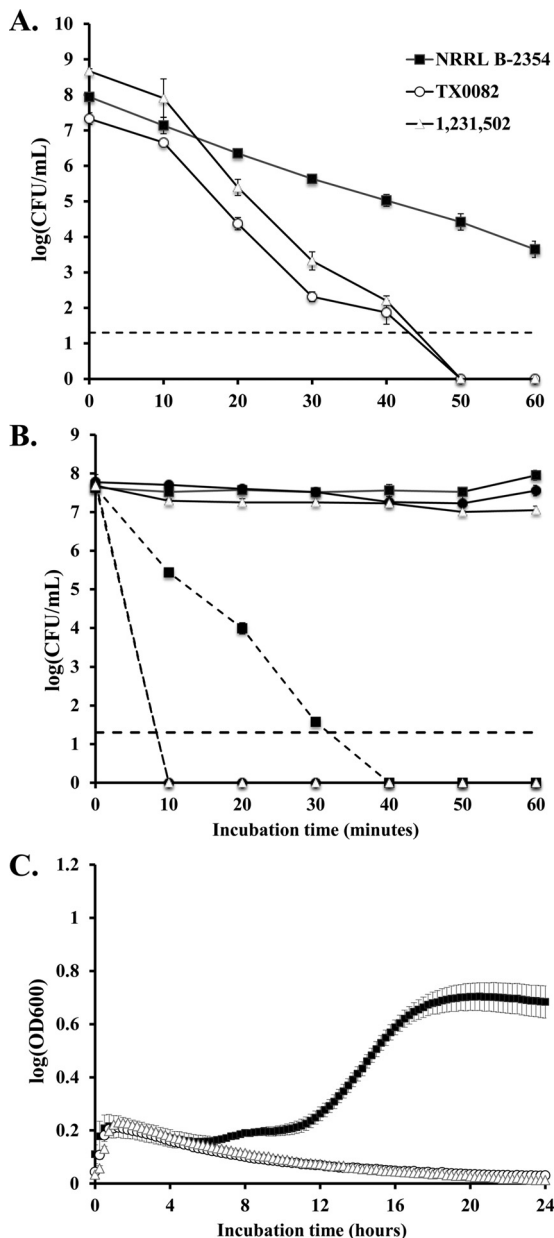 A.
10
9
8
7
6
5
4
3
2
1
0
log(CFU/mL)
NRRL B-2354
TX0082
1,231,502
0 10 20 30 40 50 60
B.
9
8
7
6
5
4
3
2
1
0
log(CFU/mL)
0 10 20 30 40 50 60
Incubation time (minutes)
C.
1.2
1
0.8
0.6
0.4
0.2
0
log(OD600)
0 4 8 12 16 20 24
Incubation time (hours)